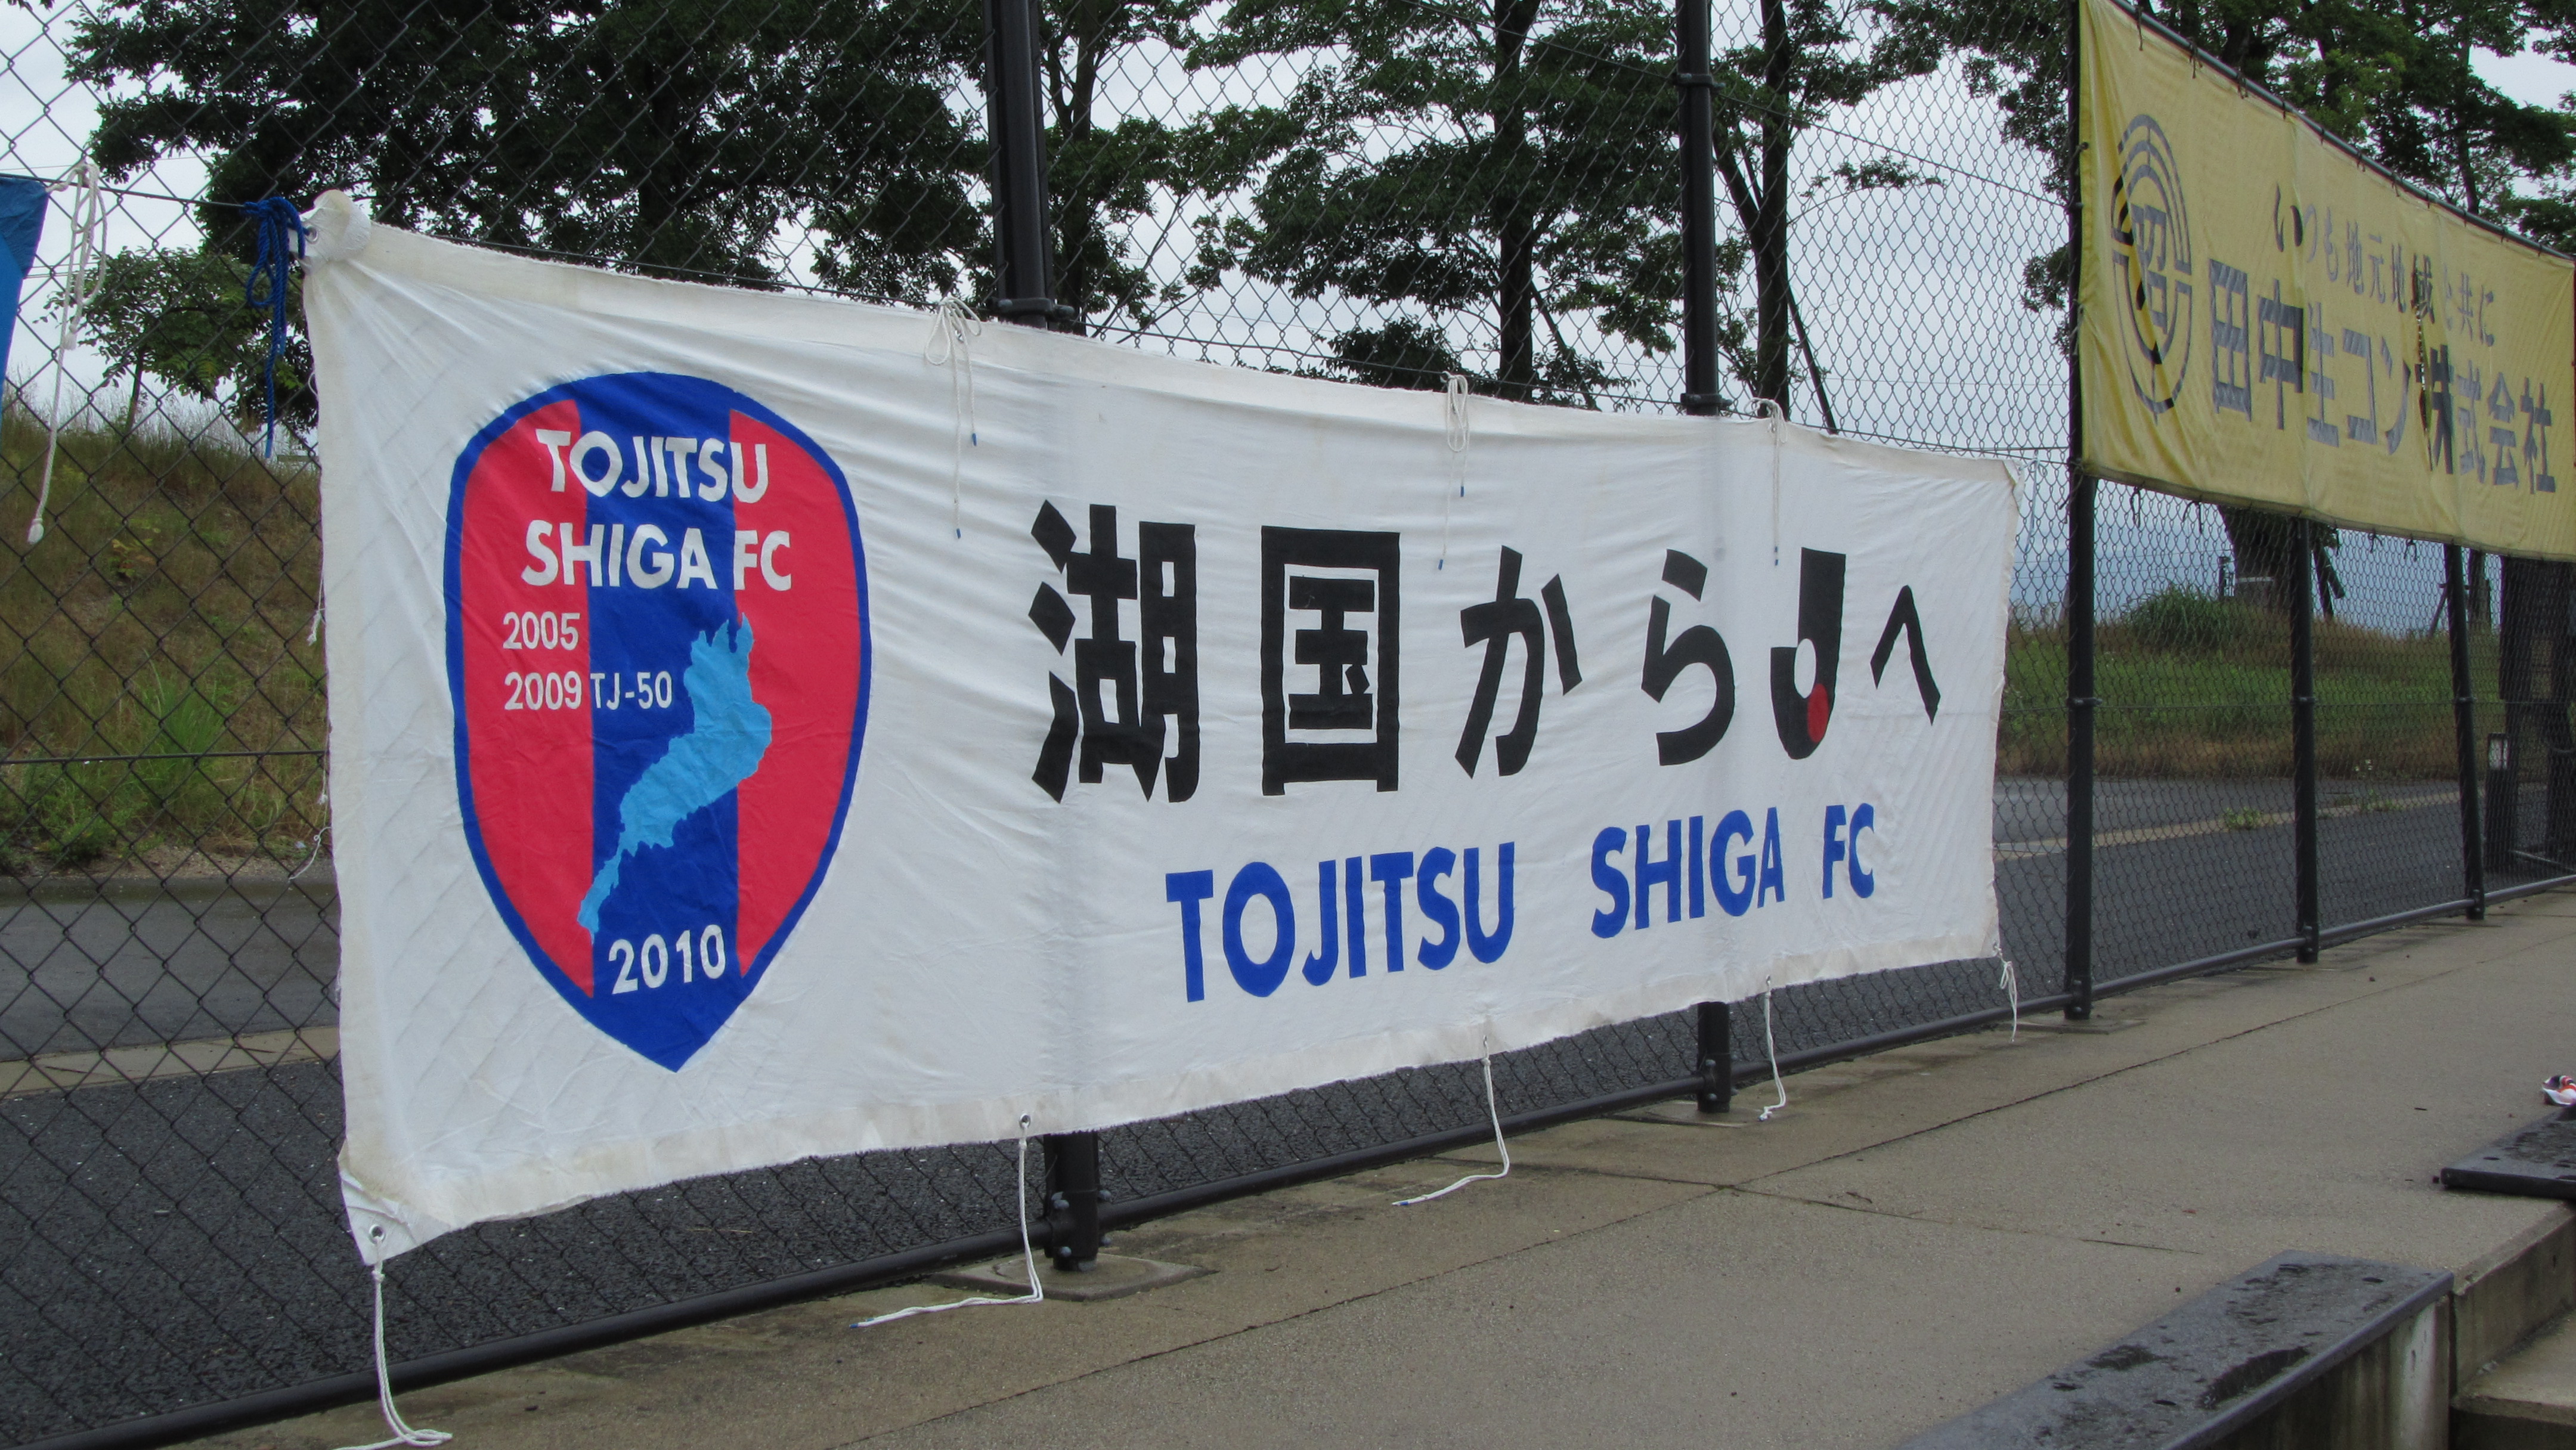 TOJITSU
SHIGA FC
2005
2009 TJ-50
2010
湖国からJへ
TOJITSU SHIGA FC
いつも地元地域と共に
田中生コン株式会社